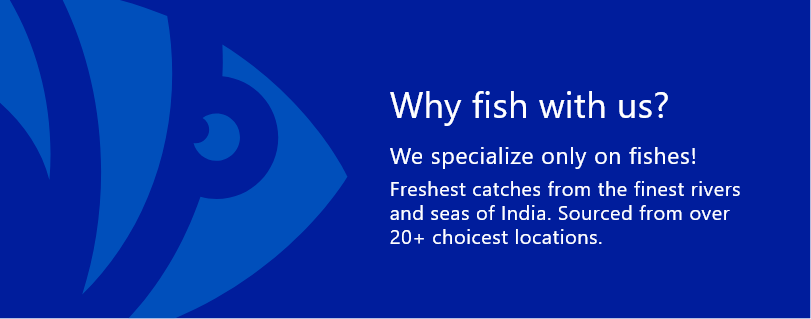 Why fish with us?
We specialize only on fishes!
Freshest catches from the finest rivers
and seas of India. Sourced from over
20+ choicest locations.